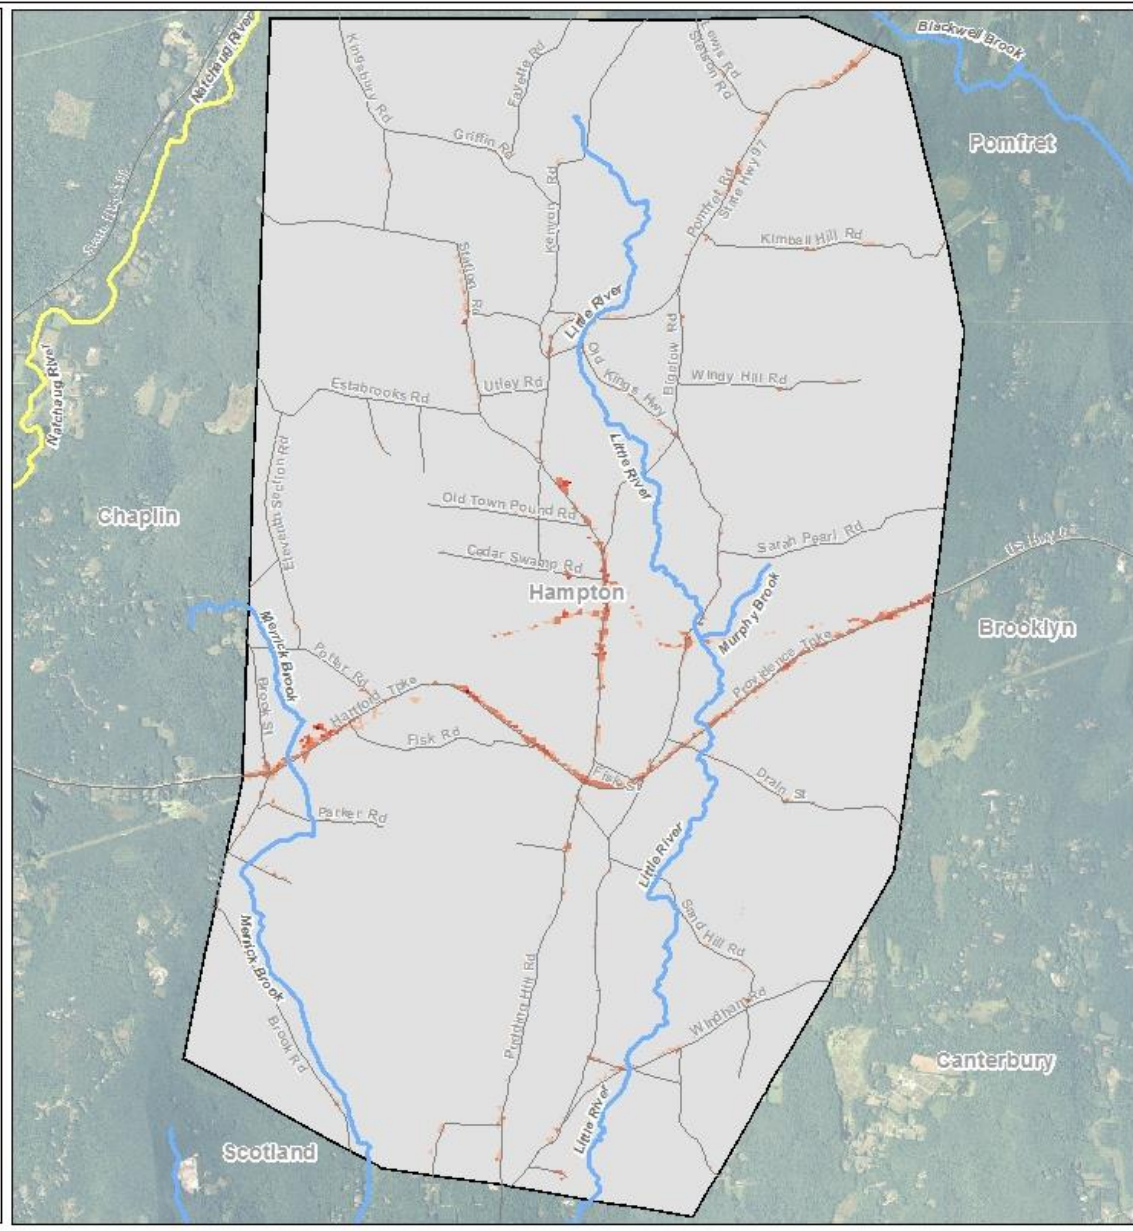 Natchaug River
Blackwell Brook
Pomfret
Kingsbury Rd
Fayette Rd
Lewis Rd
Stetson Rd
Griffin Rd
Kenyon Rd
Pomfret Rd
State Hwy 97
Kimball Hill Rd
Station Rd
Little River
Old Kings Hwy
Bigelow Rd
Windy Hill Rd
Utley Rd
Estabrooks Rd
Natchaug River
Little River
Eleventh Section Rd
Chaplin
Old Town Pound Rd
Sarah Pearl Rd
US Hwy 6
Cedar Swamp Rd
Hampton
Murphy Brook
Brooklyn
Merrick Brook
Potter Rd
Providence Tpke
Brook St
Hartford Tpke
Fisk Rd
Fisk St
Drain St
Parker Rd
Little River
Sand Hill Rd
Merrick Brook
Pudding Hill Rd
Windham Rd
Brook Rd
Canterbury
Little River
Scotland